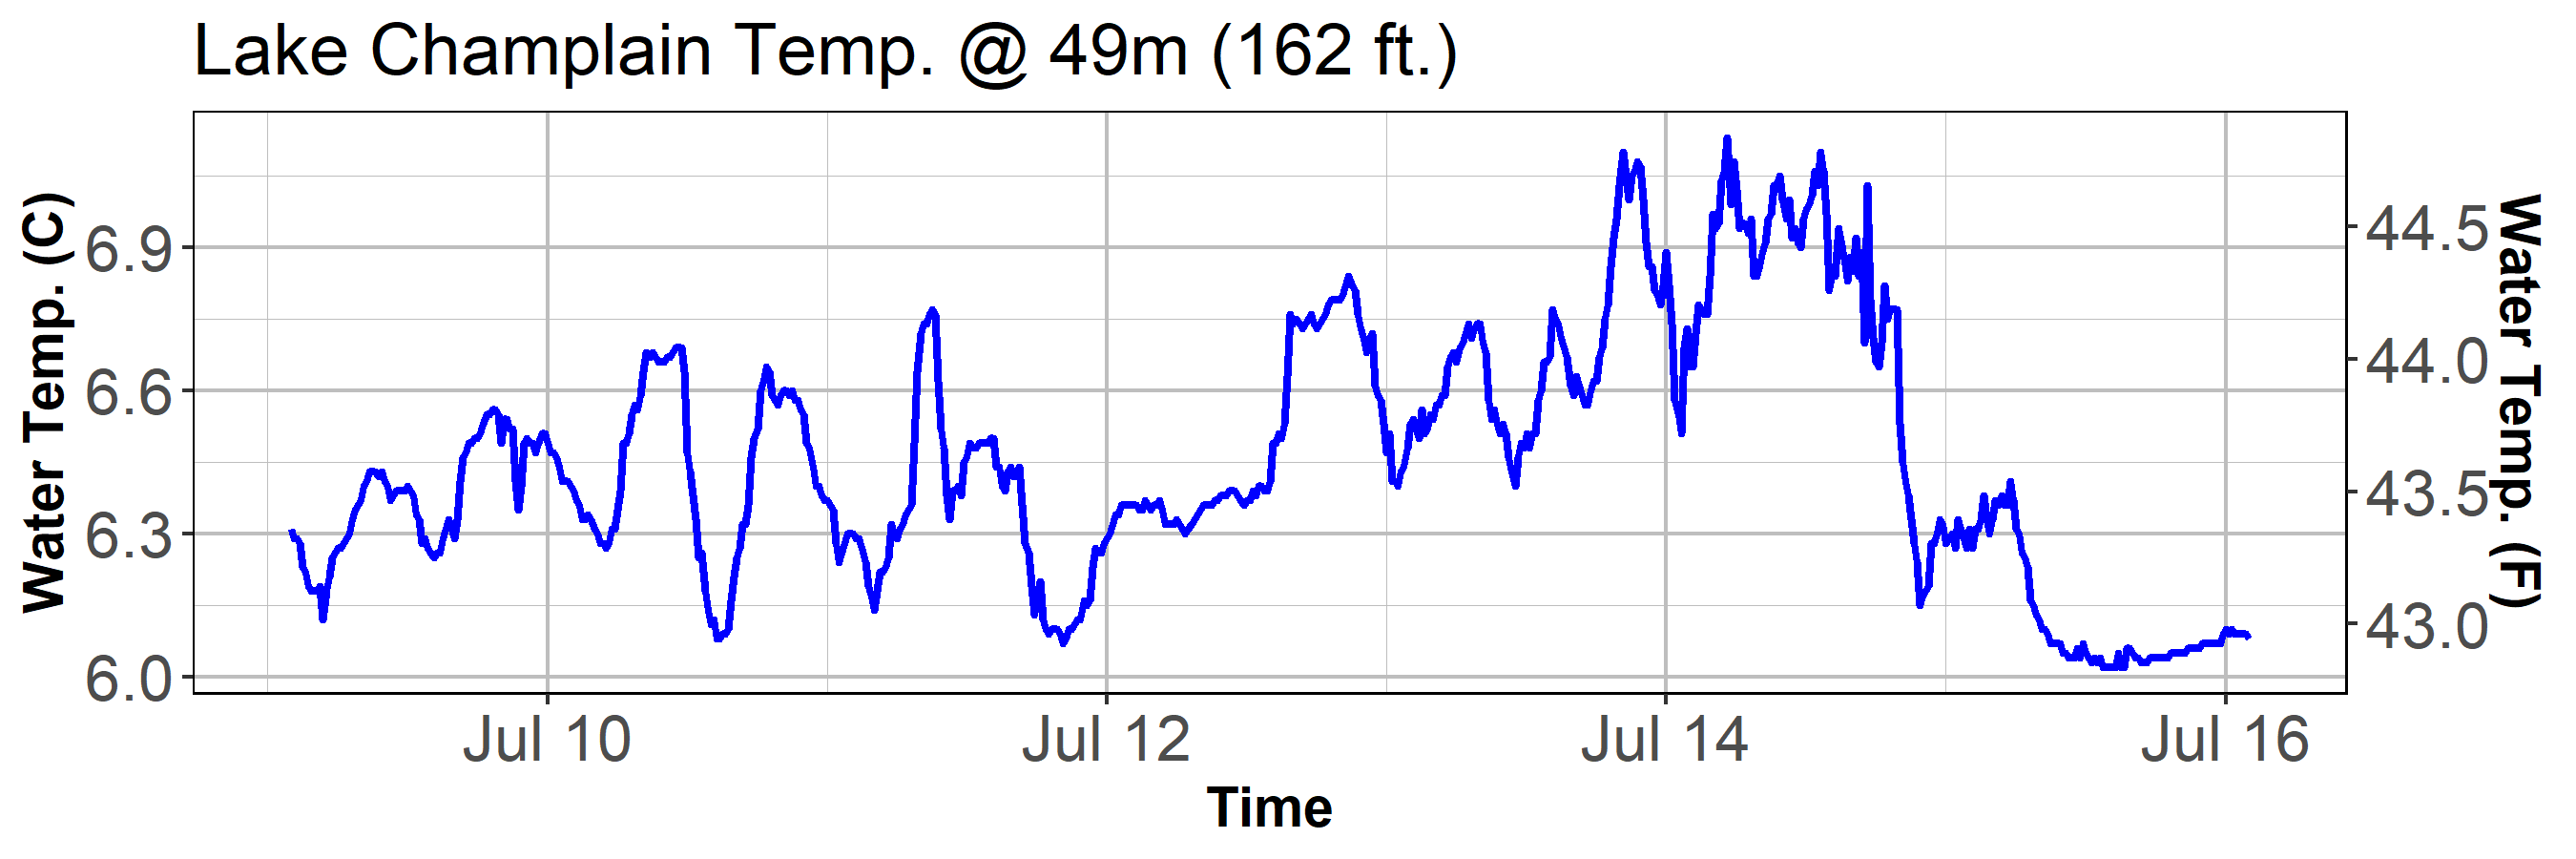 Lake Champlain Temp. @ 49m (162 ft.)
Water Temp. (C)
6.9
6.6
6.3
6.0
44.5
44.0
43.5
43.0
Water Temp. (F)
Jul 10 Jul 12 Jul 14 Jul 16
Time